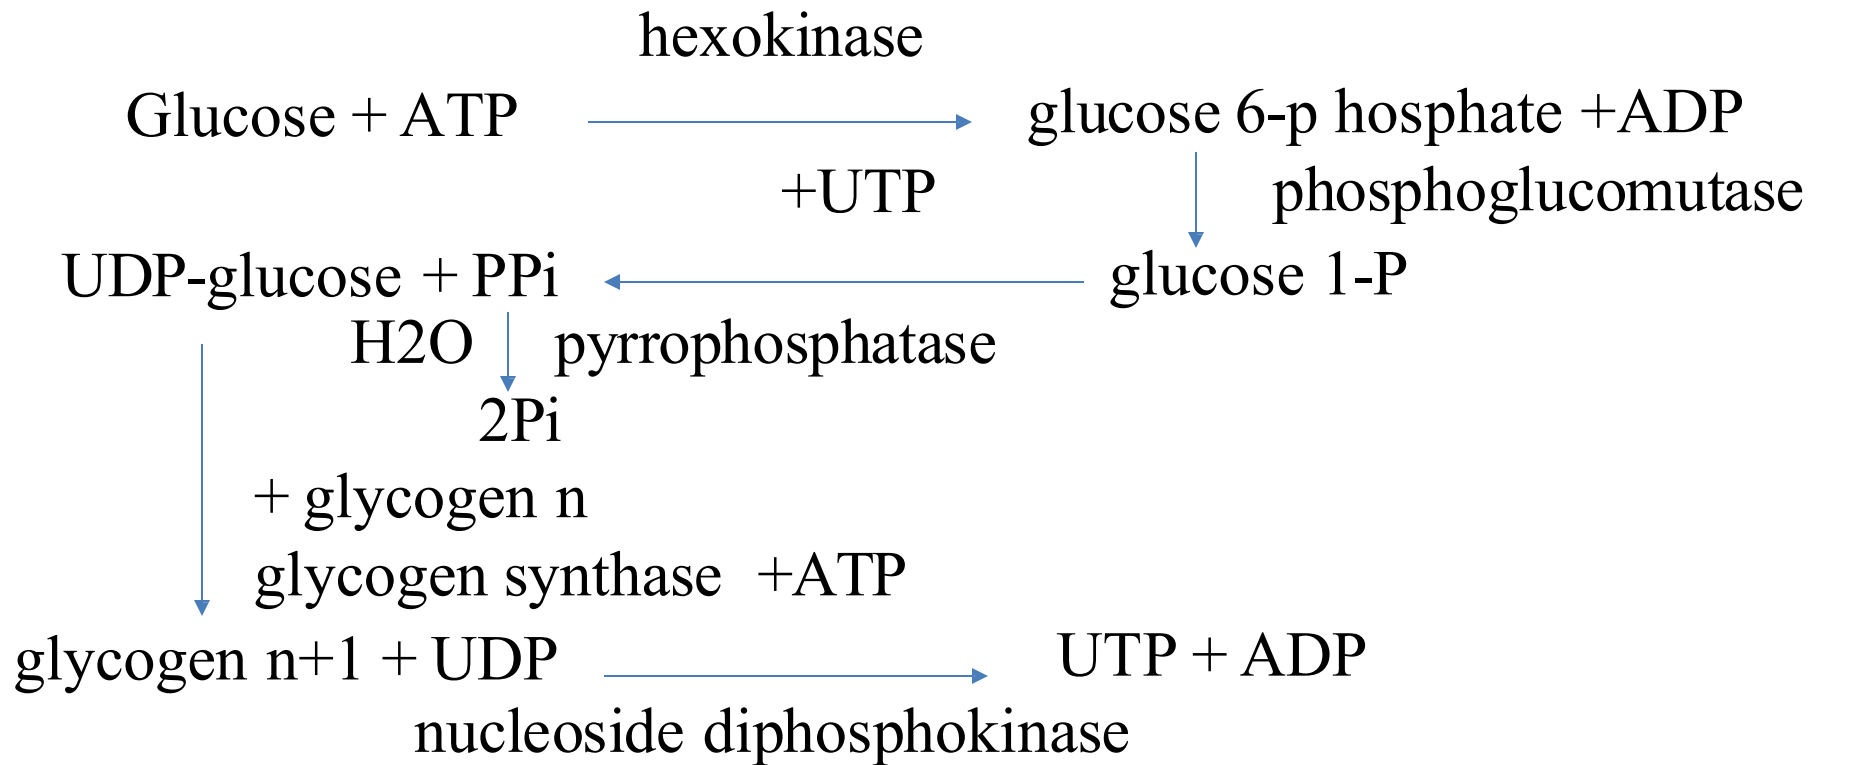 hexokinase
Glucose + ATP
glucose 6-p hosphate +ADP
+UTP
phosphoglucomutase
UDP-glucose + PPi
glucose 1-P
H2O
pyrrophosphatase
2Pi
+ glycogen n
glycogen synthase +ATP
glycogen n+1 + UDP
UTP + ADP
nucleoside diphosphokinase